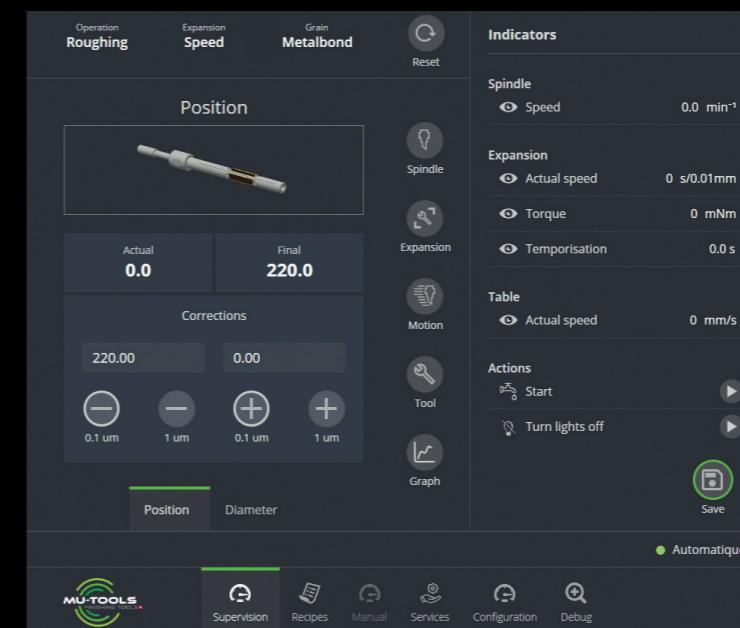 Operation Expansion Grain
Roughing Speed Metalbond
Reset
Position
Actual Final
0.0 220.0
Corrections
220.00 0.00
0.1 um 1 um 0.1 um 1 um
Position Diameter
Spindle
Expansion
Motion
Tool
Graph
Indicators
Spindle
Speed 0.0 min⁻¹
Expansion
Actual speed 0 s/0.01mm
Torque 0 mNm
Temporisation 0.0 s
Table
Actual speed 0 mm/s
Actions
Start
Turn lights off
Save
Automatique
MU-TOOLS
FINISHING TOOLS
Supervision Recipes Manual Services Configuration Debug